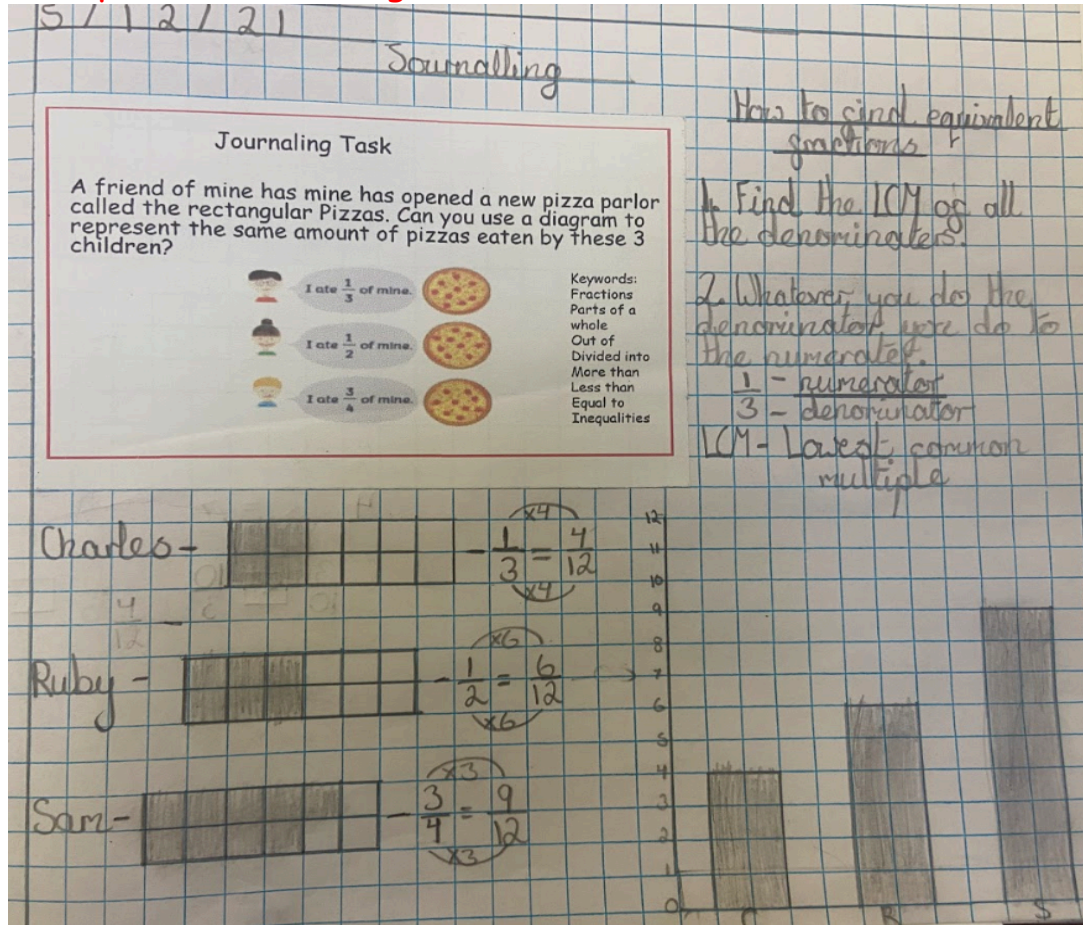 5/12/21
Journalling
Journaling Task
A friend of mine has mine has opened a new pizza parlor
called the rectangular Pizzas. Can you use a diagram to
represent the same amount of pizzas eaten by these 3
children?
I ate 1/3 of mine.
I ate 1/2 of mine.
I ate 3/4 of mine.
Keywords:
Fractions
Parts of a
whole
Out of
Divided into
More than
Less than
Equal to
Inequalities
How to find equivalent
fractions
1. Find the LCM of all
the denominaters.
2. Whatever you do the
denominator you do to
the numerater.
1 - numerator
3 - denominator
LCM - Lowest common
multiple
Charles - - 1/3 = 4/12
×4
×4
4/12 -
Ruby - - 1/2 = 6/12
×6
×6
Sam - - 3/4 = 9/12
×3
×3
12
11
10
9
8
7
6
5
4
3
2
1
0
C R S